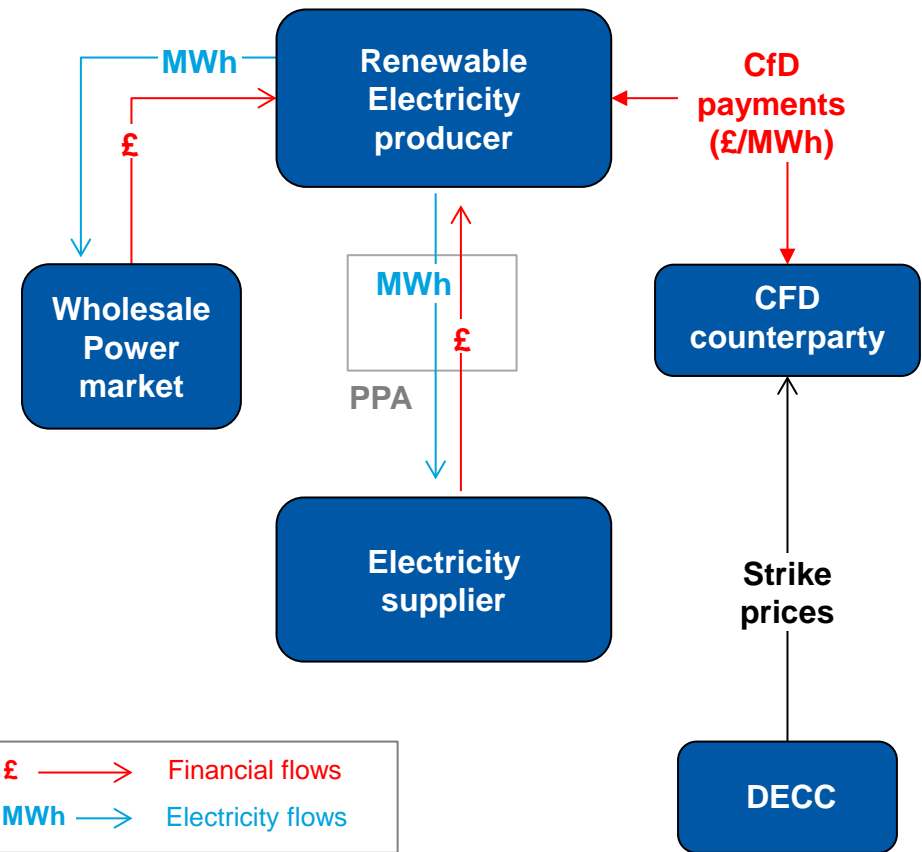 MWh
Renewable
Electricity
producer
CfD
payments
(£/MWh)
£
Wholesale
Power
market
MWh
£
PPA
CFD
counterparty
Electricity
supplier
Strike
prices
DECC
£ Financial flows
MWh Electricity flows